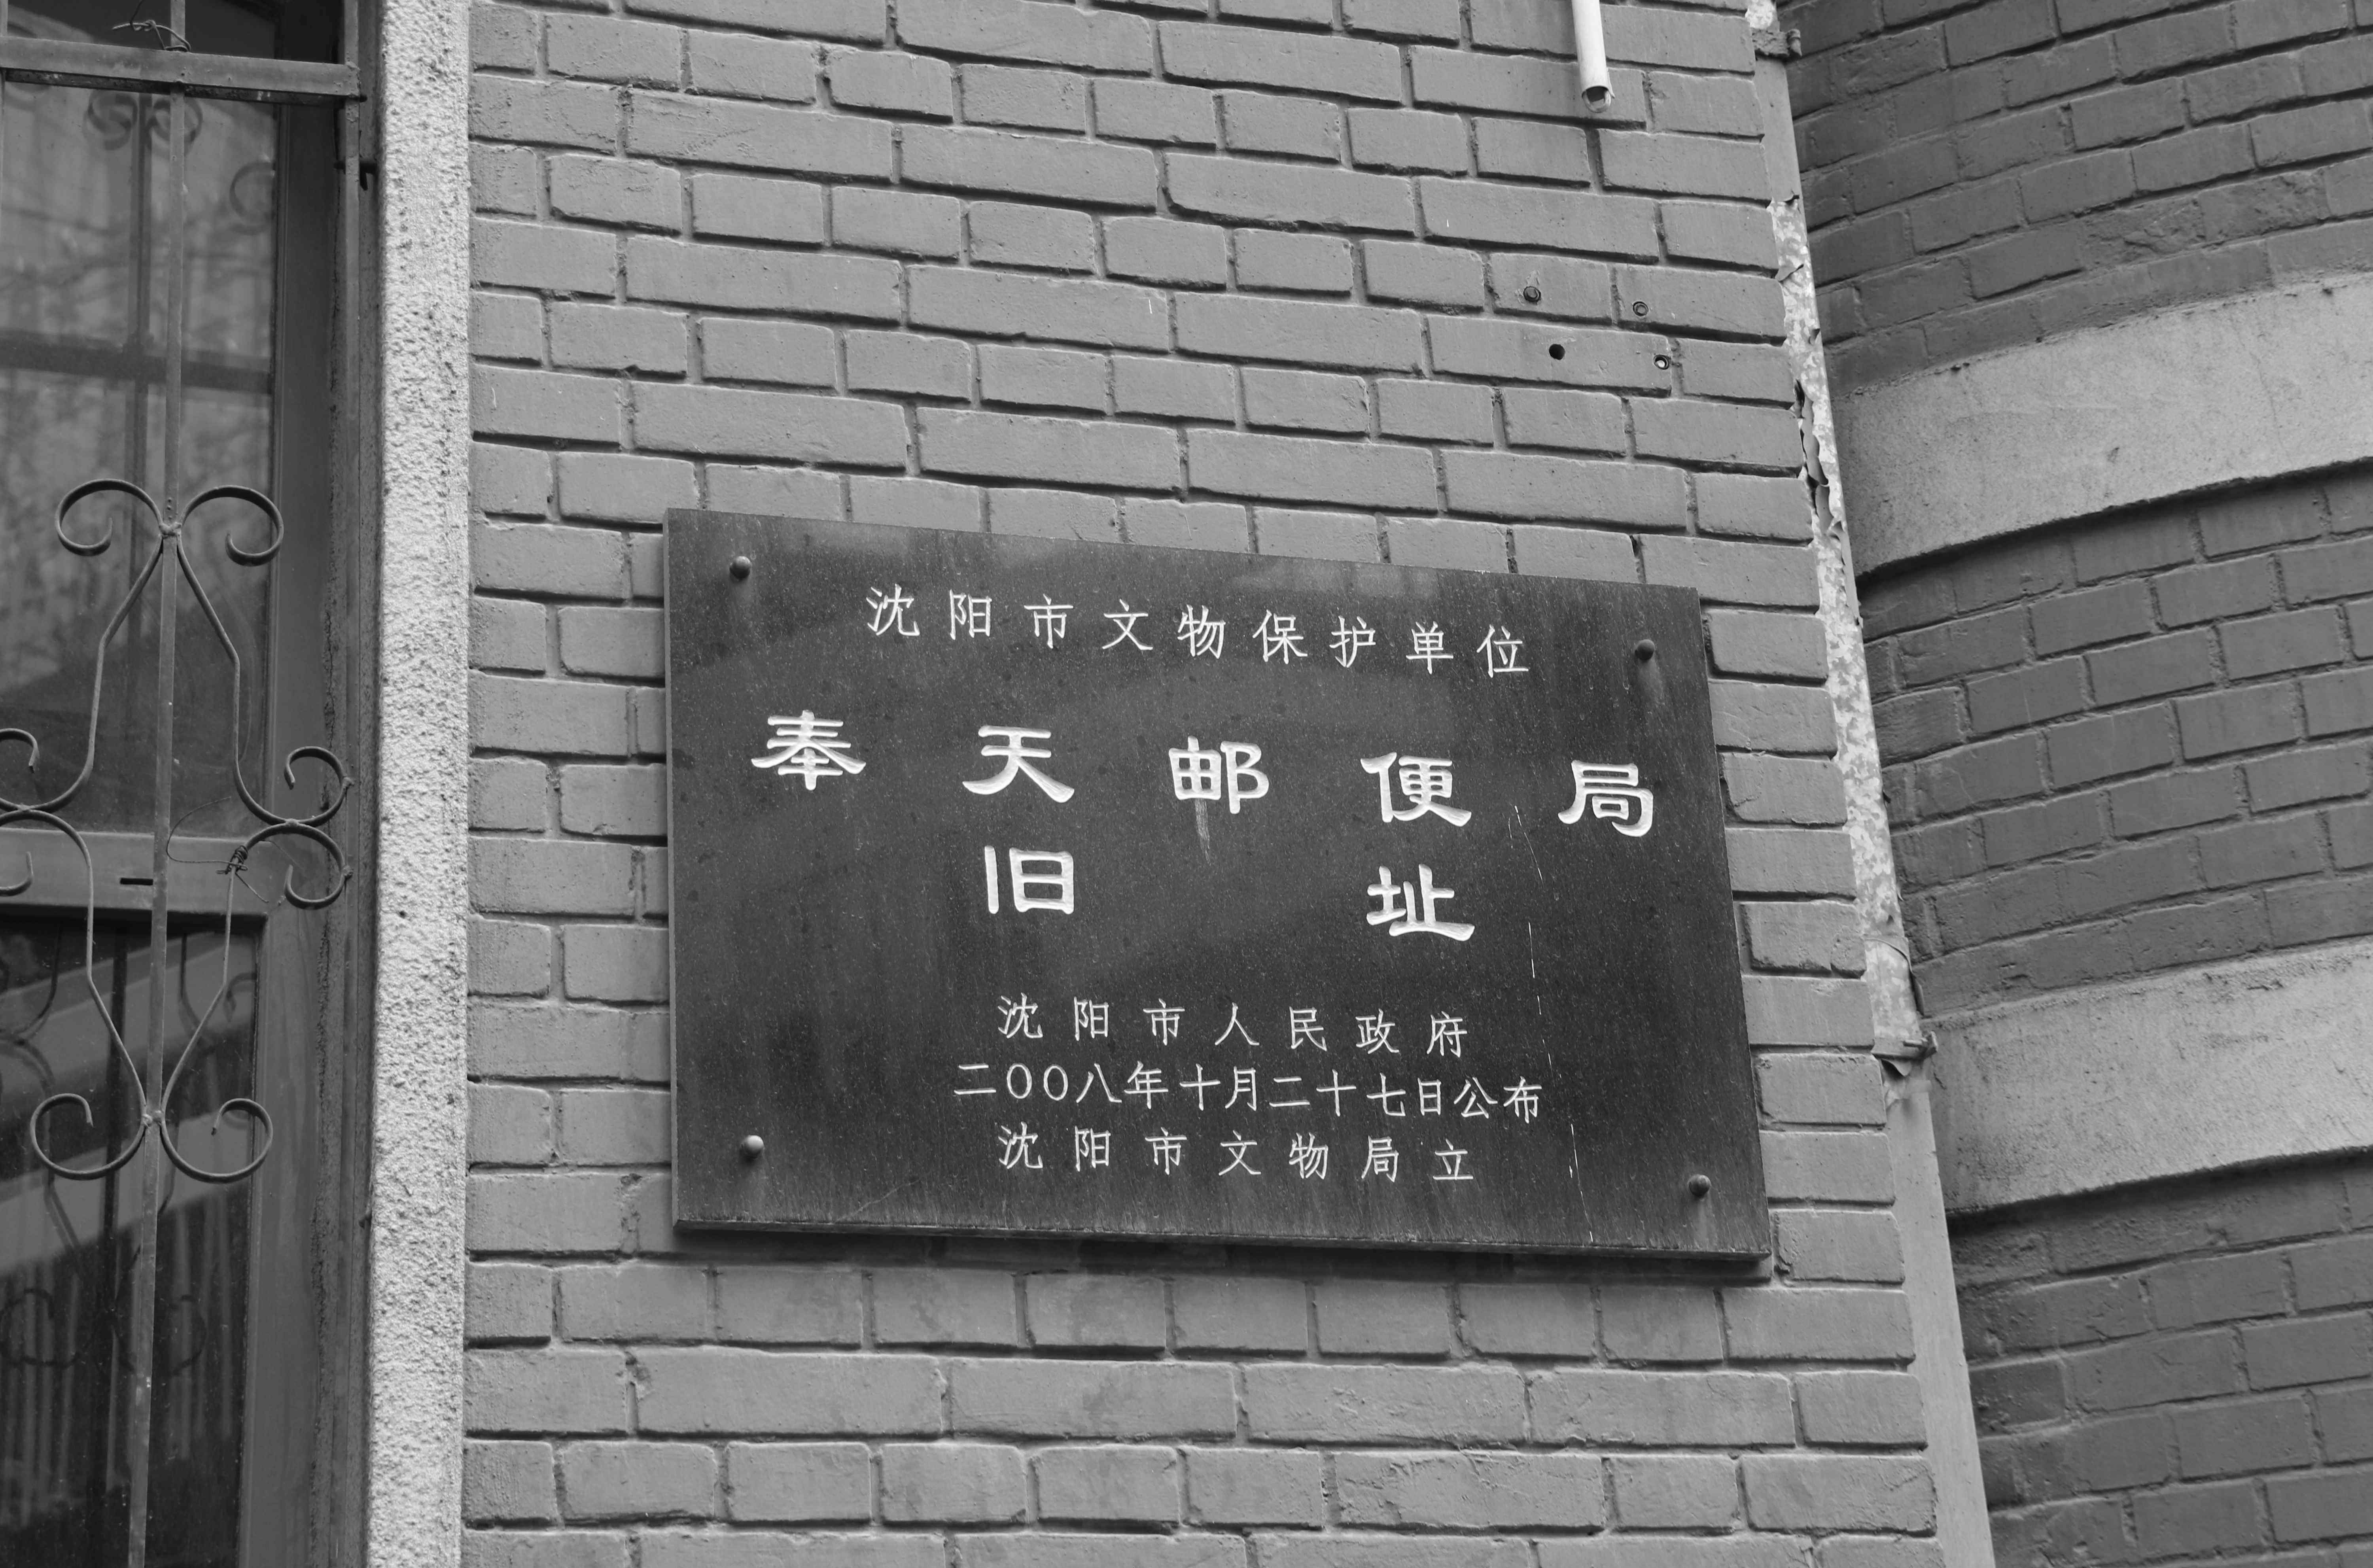 沈阳市文物保护单位
奉天邮便局
旧址
沈阳市人民政府
二〇〇八年十月二十七日公布
沈阳市文物局立